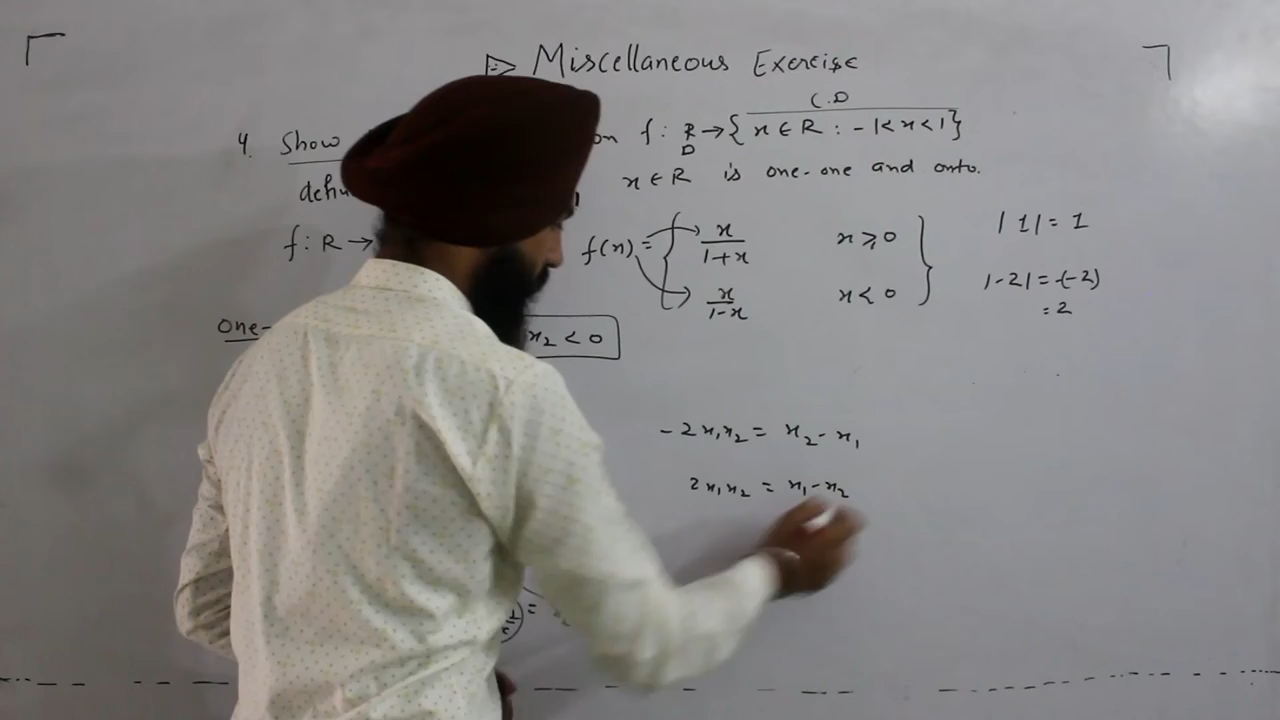 Miscellaneous Exercise
C.D
4. Show on f: R → { x ∈ R : -1 < x < 1 }
D
x ∈ R is one-one and onto.
f: R →
f(x) = { x/1+x x ≥ 0 }
x/1-x x < 0
|1| = 1
|-2| = -(-2)
= 2
One-
x₂ < 0
-2x₁x₂ = x₂ - x₁
2x₁x₂ = x₁ - x₂